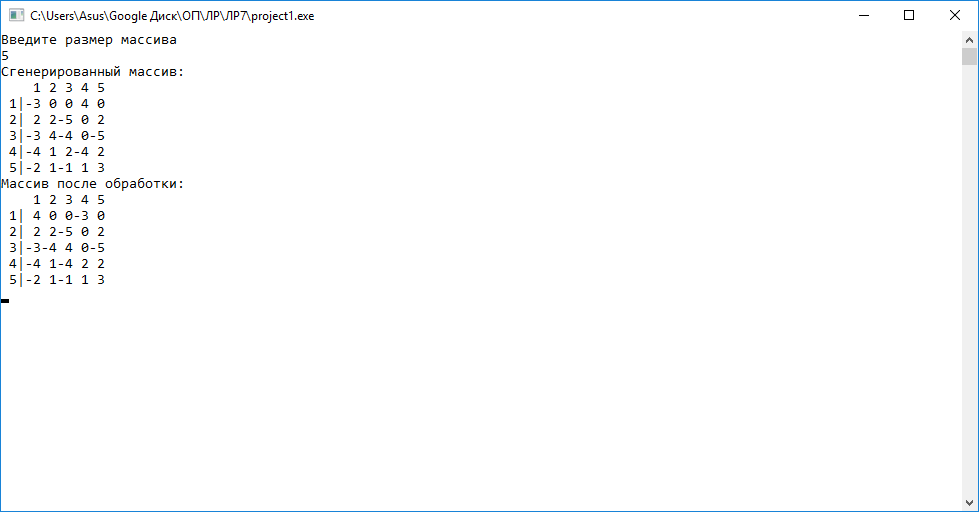 C:\Users\Asus\Google Диск\ОП\ЛР\ЛР7\project1.exe
Введите размер массива
5
Сгенерированный массив:
    1 2 3 4 5
 1|-3 0 0 4 0
 2| 2 2-5 0 2
 3|-3 4-4 0-5
 4|-4 1 2-4 2
 5|-2 1-1 1 3
Массив после обработки:
    1 2 3 4 5
 1| 4 0 0-3 0
 2| 2 2-5 0 2
 3|-3-4 4 0-5
 4|-4 1-4 2 2
 5|-2 1-1 1 3